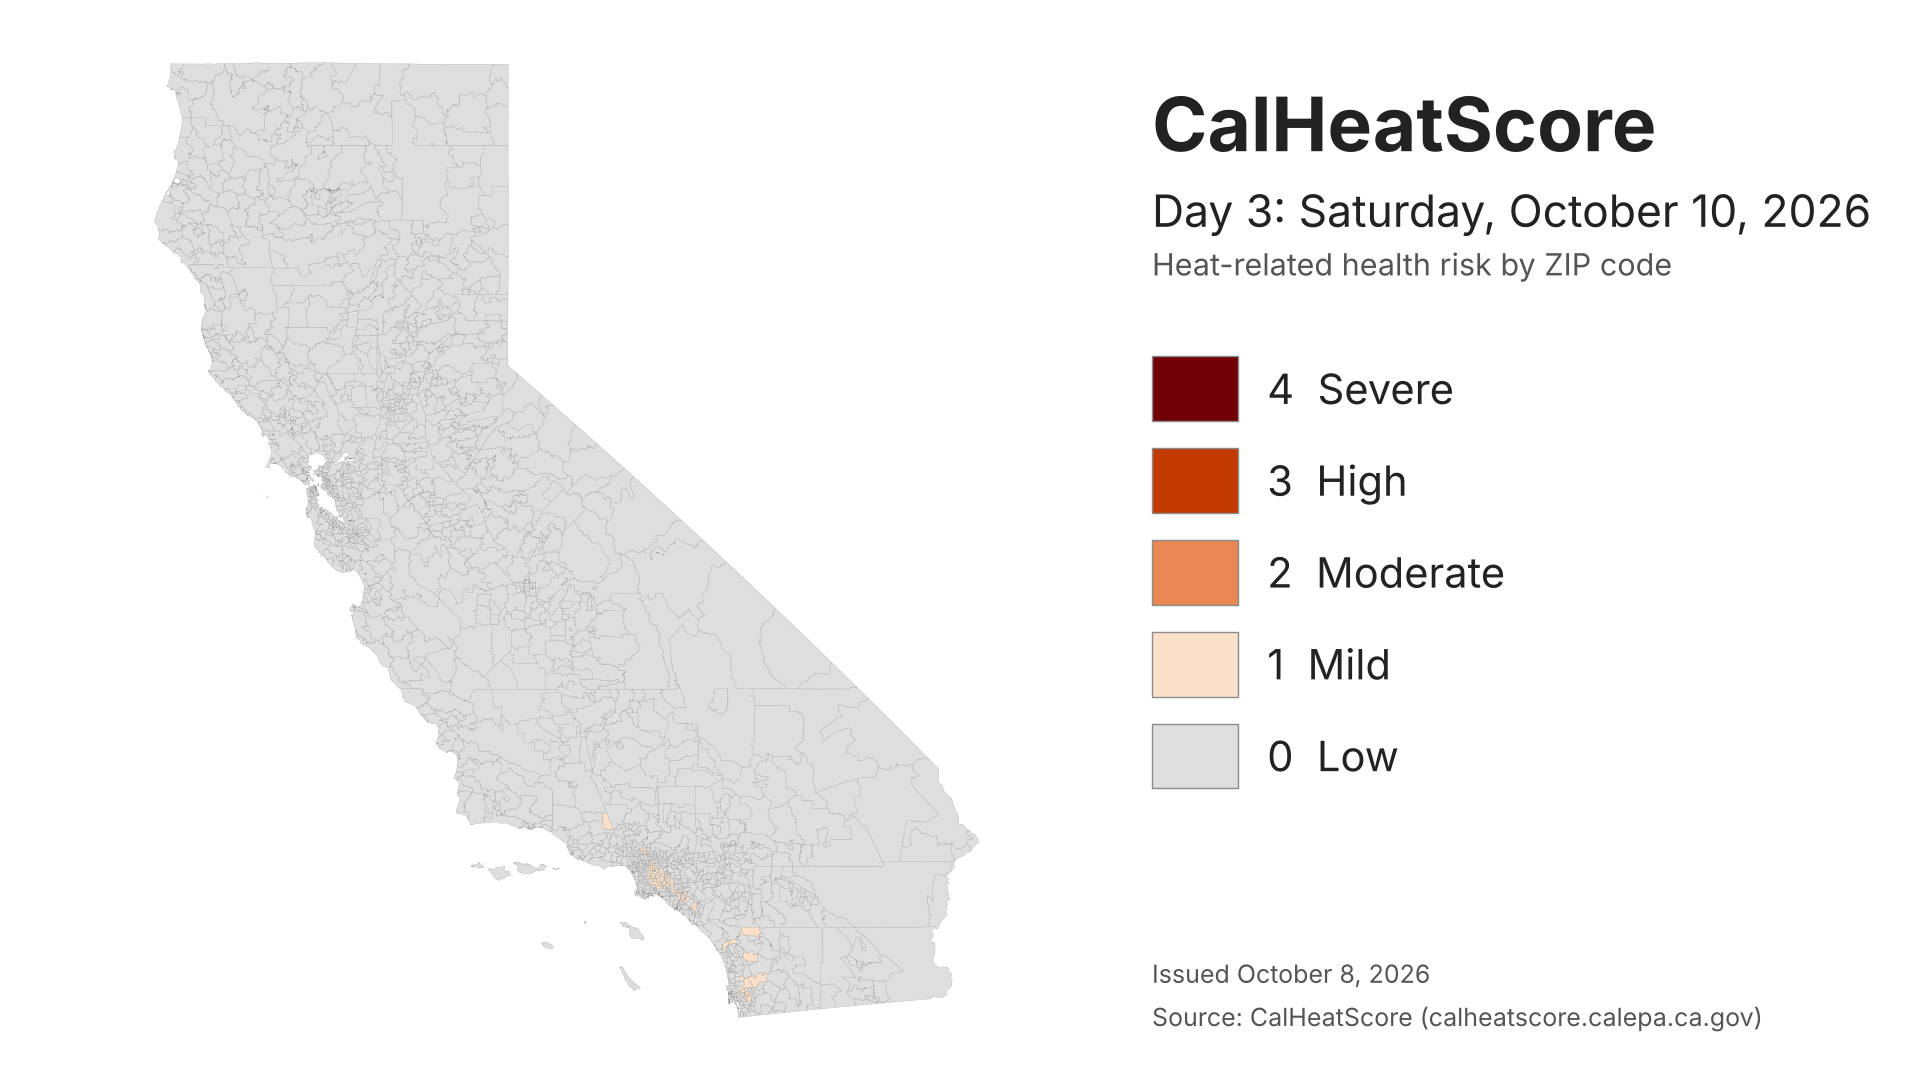 CalHeatScore
Day 3: Saturday, October 10, 2026
Heat-related health risk by ZIP code
4 Severe
3 High
2 Moderate
1 Mild
0 Low
Issued October 8, 2026
Source: CalHeatScore (calheatscore.calepa.ca.gov)